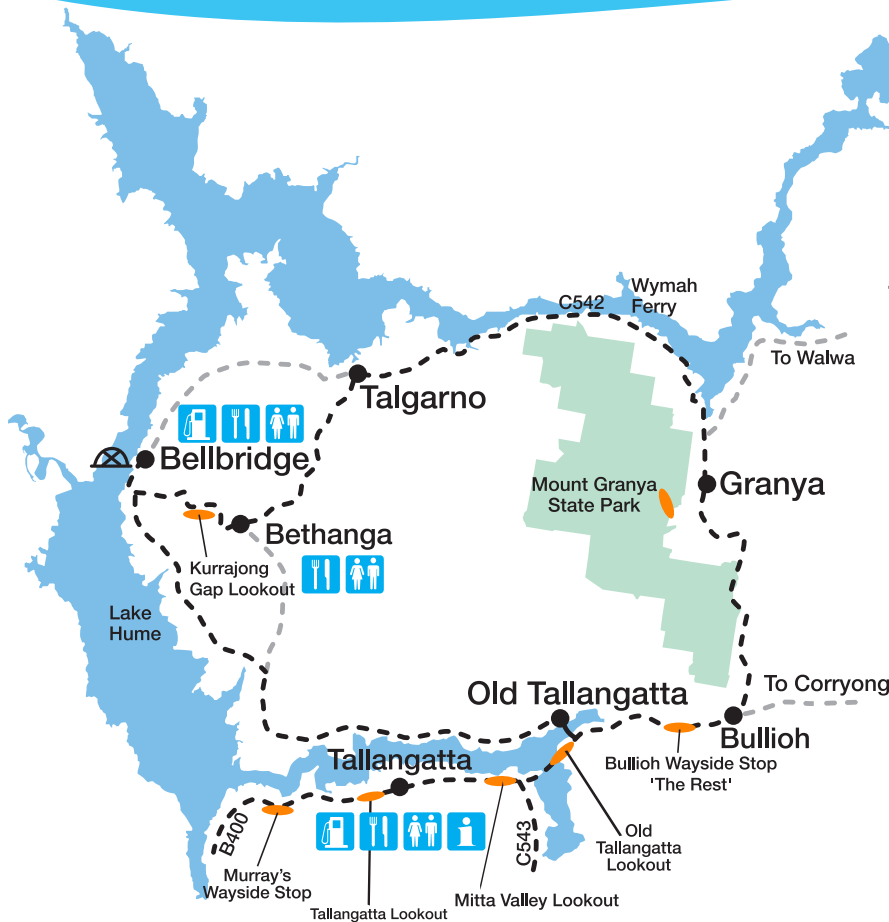 C542
Wymah
Ferry
To Walwa
Talgarno
Bellbridge
Mount Granya
State Park
Granya
Bethanga
Kurrajong
Gap Lookout
Lake
Hume
Old Tallangatta
To Corryong
Bullioh
Tallangatta
Bullioh Wayside Stop
'The Rest'
B400
C543
Old
Tallangatta
Lookout
Murray's
Wayside Stop
Mitta Valley Lookout
Tallangatta Lookout